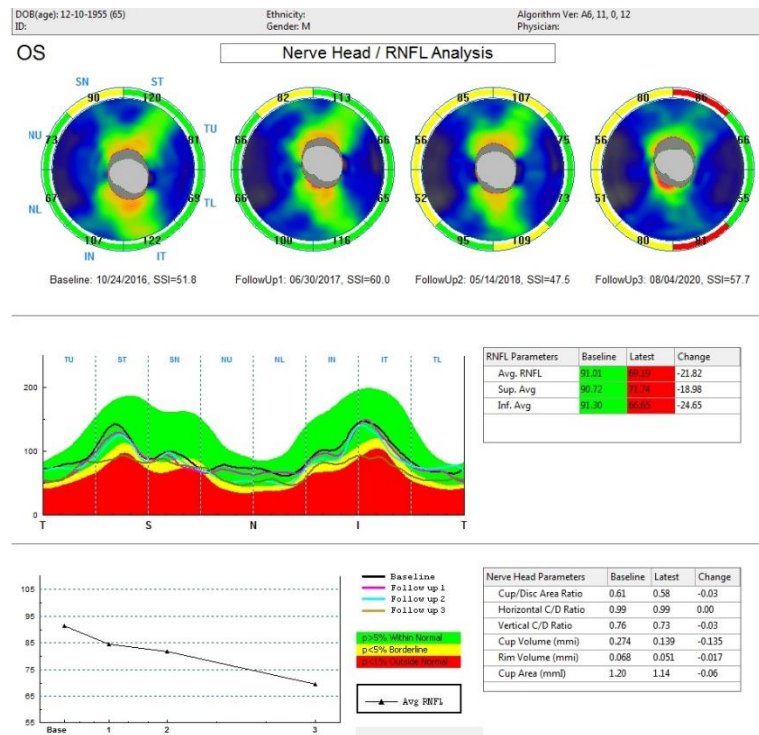 DOB(age): 12-10-1955 (65) Ethnicity: Algorithm Ver: A6, 11, 0, 12
ID: Gender: M Physician:
OS
Nerve Head / RNFL Analysis
SN ST
90 120
NU 73 81 TU
NL 67 69 TL
107 122
IN IT
82 113
66 66
66 65
100 116
85 107
56 75
52 73
95 109
80 86
56 56
51 56
80 81
Baseline: 10/24/2016, SSI=51.8 FollowUp1: 06/30/2017, SSI=60.0 FollowUp2: 05/14/2018, SSI=47.5 FollowUp3: 08/04/2020, SSI=57.7
TU ST SN NU NL IN IT TL
200
100
0
T S N I T
RNFL Parameters Baseline Latest Change
Avg. RNFL 91.01 69.19 -21.82
Sup. Avg 90.72 71.74 -18.98
Inf. Avg 91.30 66.65 -24.65
105
95
85
75
65
55
Base 1 2 3
Baseline
Follow up 1
Follow up 2
Follow up 3
p>5% Within Normal
p<5% Borderline
p<1% Outside Normal
Avg RNFL
Nerve Head Parameters Baseline Latest Change
Cup/Disc Area Ratio 0.61 0.58 -0.03
Horizontal C/D Ratio 0.99 0.99 0.00
Vertical C/D Ratio 0.76 0.73 -0.03
Cup Volume (mmi) 0.274 0.139 -0.135
Rim Volume (mmi) 0.068 0.051 -0.017
Cup Area (mml) 1.20 1.14 -0.06